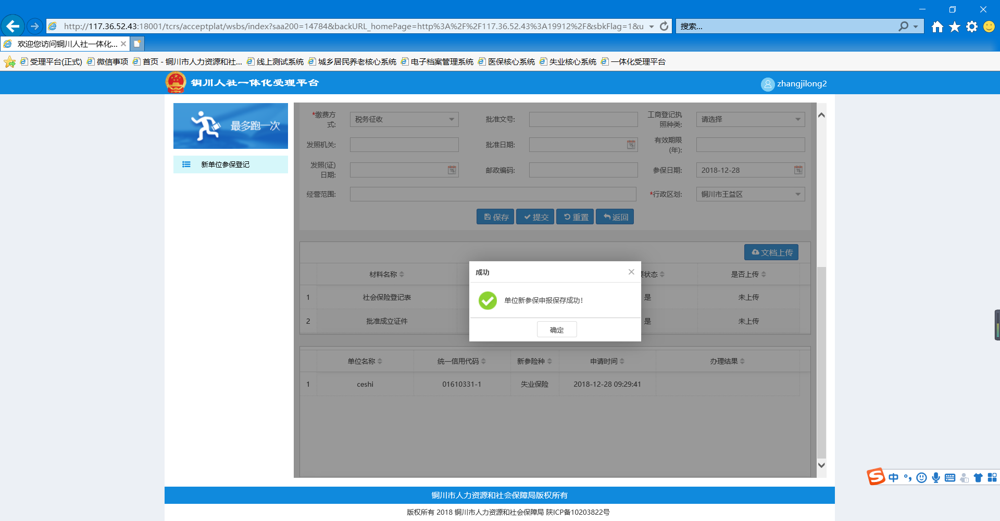 http://117.36.52.43:18001/tcrs/acceptplat/wsbs/index?saa200=14784&backURL_homePage=http%3A%2F%2F117.36.52.43%3A19912%2F&sbkFlag=1&u
搜索...
欢迎您访问铜川人社一体化...
受理平台(正式) 微信事项 首页 - 铜川市人力资源和社... 线上测试系统 城乡居民养老核心系统 电子档案管理系统 医保核心系统 失业核心系统 一体化受理平台
铜川人社一体化受理平台
zhangjilong2
最多跑一次
新单位参保登记
*缴费方式: 税务征收 批准文号: 工商登记执照种类: 请选择
发照机关: 批准日期: 15 有效期限(年):
发照(证)日期: 15 邮政编码: 参保日期: 2018-12-28 15
经营范围: *行政区划: 铜川市王益区
保存 提交 重置 返回
文档上传
材料名称 要状态 是否上传
1 社会保险登记表 是 未上传
2 批准成立证件 是 未上传
成功
单位新参保申报保存成功!
确定
单位名称 统一信用代码 新参险种 申请时间 办理结果
1 ceshi 01610331-1 失业保险 2018-12-28 09:29:41
S 中
铜川市人力资源和社会保障局版权所有
版权所有 2018 铜川市人力资源和社会保障局 陕ICP备10203822号